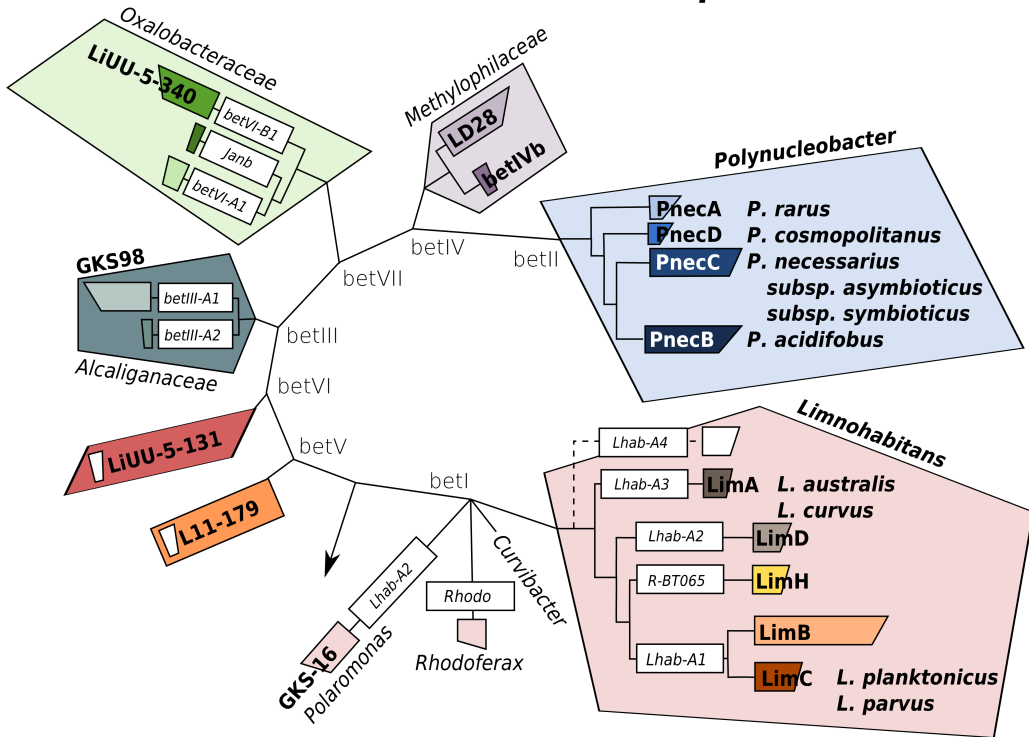 Oxalobacteraceae
LiUU-5-340
betVI-B1
Janb
betVI-A1
Methylophilaceae
LD28
betIVb
Polynucleobacter
PnecA P. rarus
PnecD P. cosmopolitanus
PnecC P. necessarius
subsp. asymbioticus
subsp. symbioticus
PnecB P. acidifobus
betIV
betII
betVII
GKS98
betIII-A1
betIII-A2
Alcaliganaceae
betIII
betVI
LiUU-5-131
betV
L11-179
betI
Limnohabitans
Lhab-A4
Lhab-A3 LimA L. australis
L. curvus
Lhab-A2 LimD
R-BT065 LimH
LimB
Lhab-A1
LimC L. planktonicus
L. parvus
Curvibacter
Lhab-A2
Rhodo
GKS-16
Polaromonas
Rhodoferax